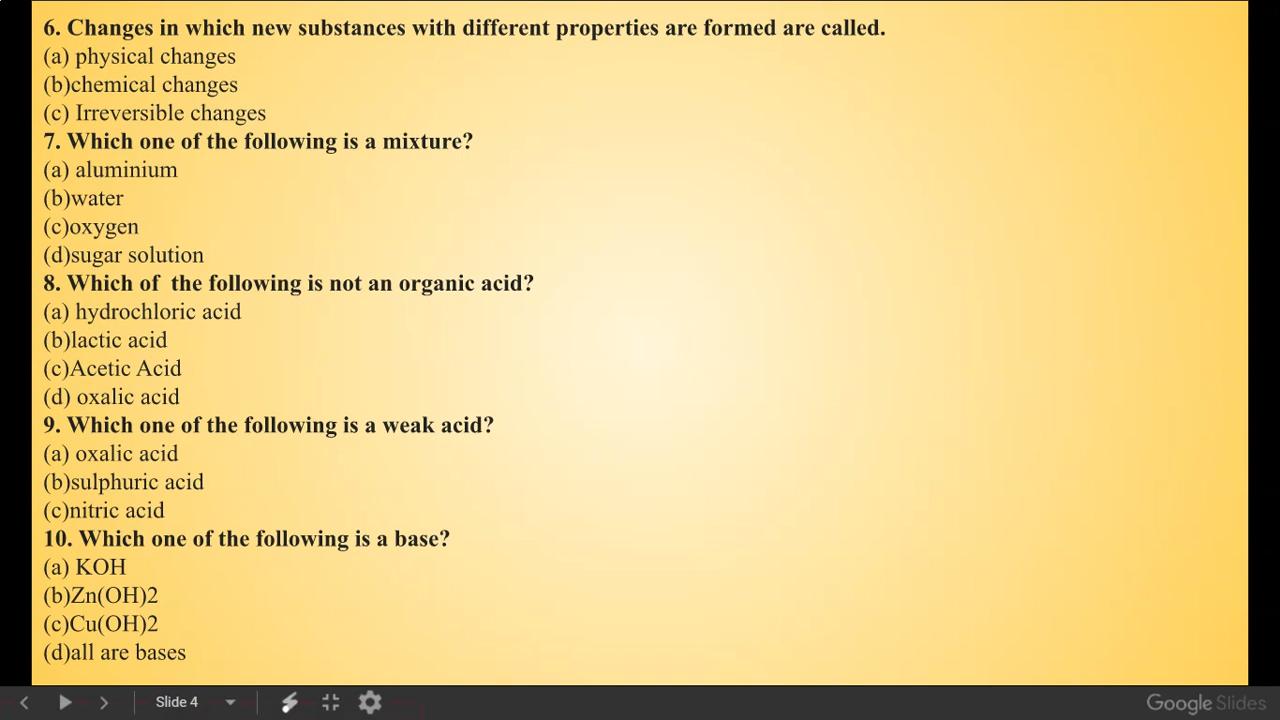 6. Changes in which new substances with different properties are formed are called.
(a) physical changes
(b)chemical changes
(c) Irreversible changes
7. Which one of the following is a mixture?
(a) aluminium
(b)water
(c)oxygen
(d)sugar solution
8. Which of  the following is not an organic acid?
(a) hydrochloric acid
(b)lactic acid
(c)Acetic Acid
(d) oxalic acid
9. Which one of the following is a weak acid?
(a) oxalic acid
(b)sulphuric acid
(c)nitric acid
10. Which one of the following is a base?
(a) KOH
(b)Zn(OH)2
(c)Cu(OH)2
(d)all are bases
Slide 4
Google Slides